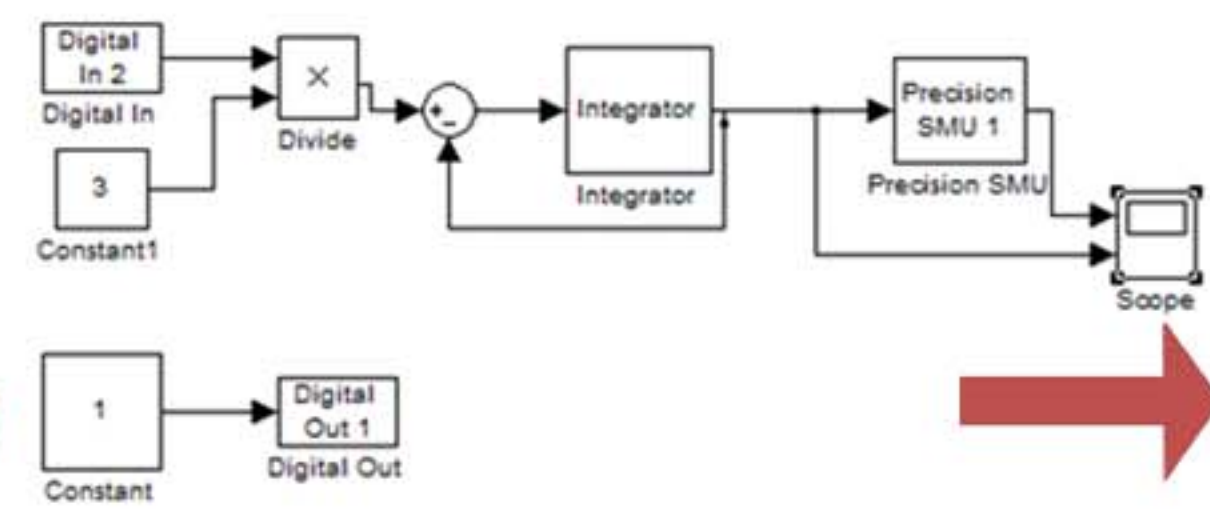 Digital
In 2
Digital In
×
Divide
3
Constant1
+
−
Integrator
Integrator
Precision
SMU 1
Precision SMU
Scope
1
Constant
Digital
Out 1
Digital Out